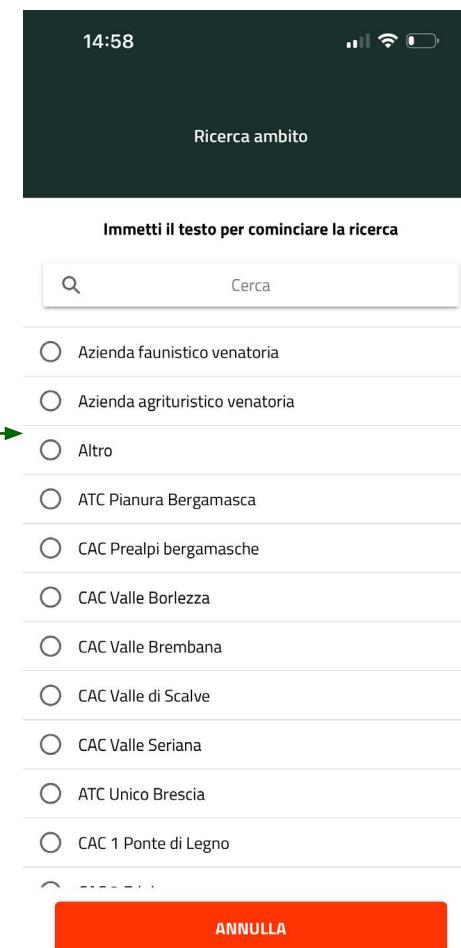 14:58
Ricerca ambito
Immetti il testo per cominciare la ricerca
Cerca
Azienda faunistico venatoria
Azienda agrituristico venatoria
Altro
ATC Pianura Bergamasca
CAC Prealpi bergamasche
CAC Valle Borlezza
CAC Valle Brembana
CAC Valle di Scalve
CAC Valle Seriana
ATC Unico Brescia
CAC 1 Ponte di Legno
ANNULLA